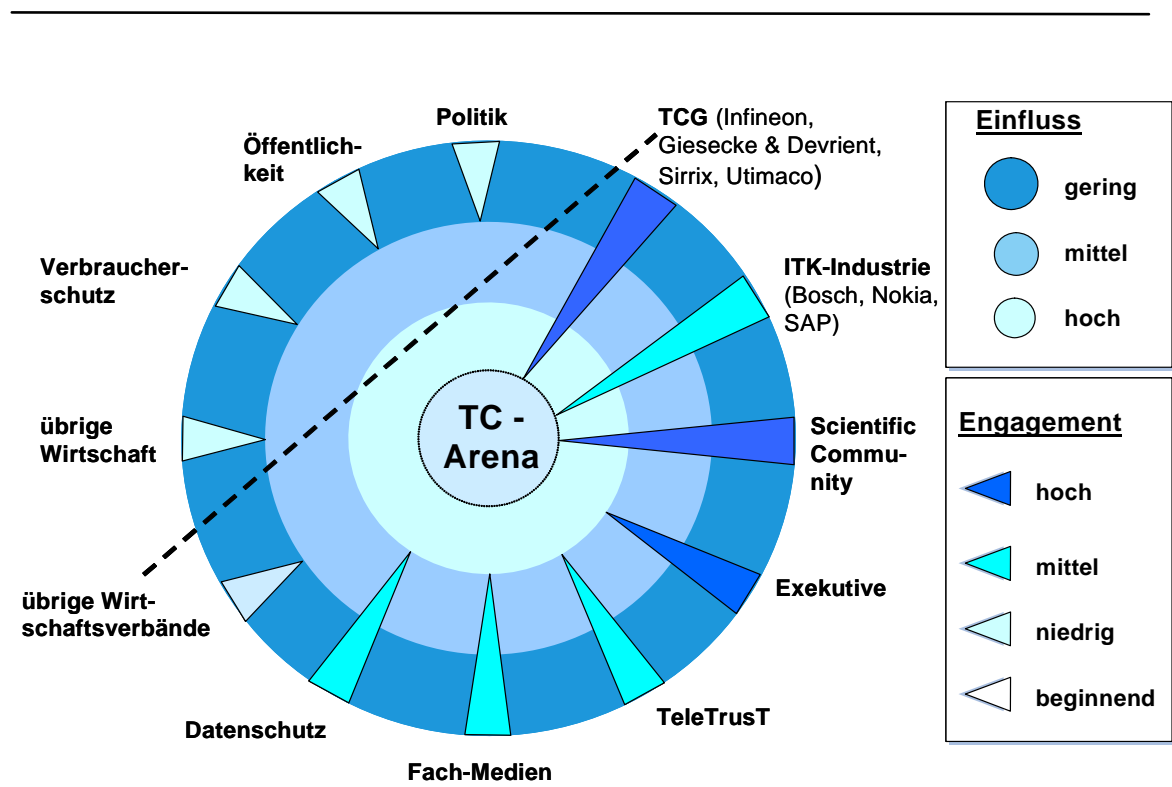 Politik
TCG (Infineon,
Giesecke & Devrient,
Sirrix, Utimaco)
Öffentlich-
keit
Verbraucher-
schutz
ITK-Industrie
(Bosch, Nokia,
SAP)
übrige
Wirtschaft
TC -
Arena
Scientific
Commu-
nity
übrige Wirt-
schaftsverbände
Exekutive
Datenschutz
TeleTrusT
Fach-Medien
Einfluss
gering
mittel
hoch
Engagement
hoch
mittel
niedrig
beginnend